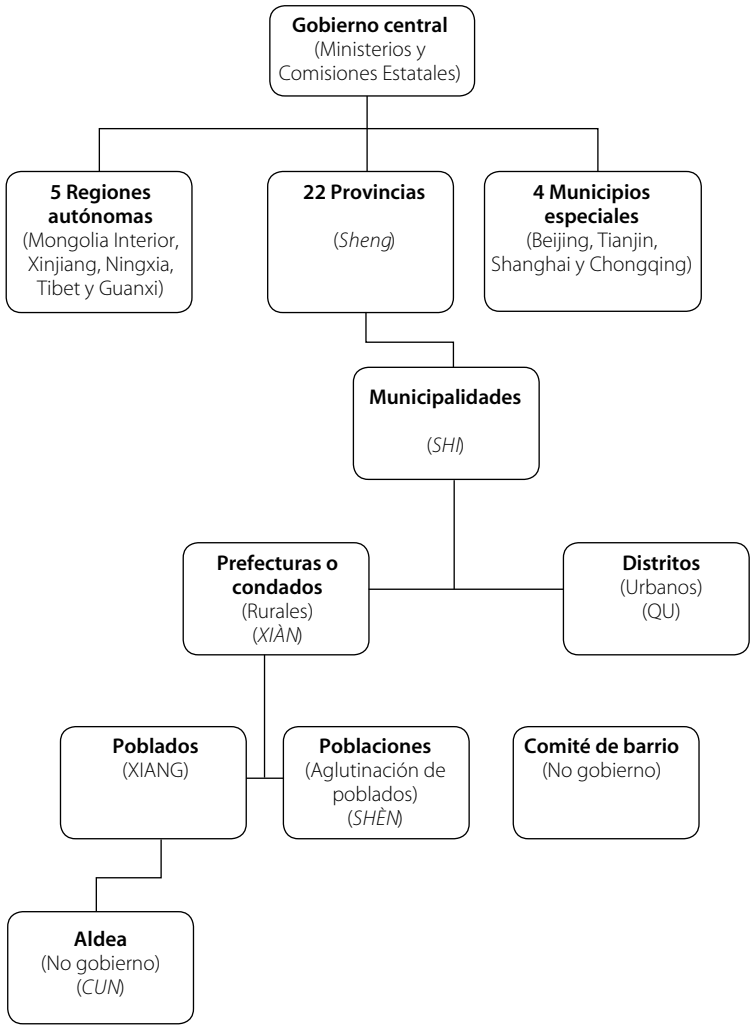 Gobierno central
(Ministerios y
Comisiones Estatales)
5 Regiones
autónomas
(Mongolia Interior,
Xinjiang, Ningxia,
Tibet y Guanxi)
22 Provincias
(Sheng)
4 Municipios
especiales
(Beijing, Tianjin,
Shanghai y Chongqing)
Municipalidades
(SHI)
Prefecturas o
condados
(Rurales)
(XIÀN)
Distritos
(Urbanos)
(QU)
Poblados
(XIANG)
Poblaciones
(Aglutinación de
poblados)
(SHÈN)
Comité de barrio
(No gobierno)
Aldea
(No gobierno)
(CUN)